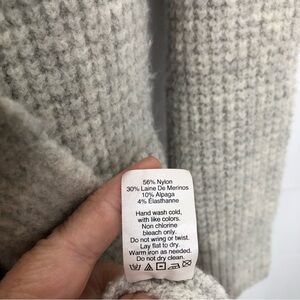 56% Nylon
30% Laine De Merinos
10% Alpaga
4% Élasthanne
Hand wash cold,
with like colors.
Non chlorine
bleach only.
Do not wring or twist.
Lay flat to dry.
Warm iron as needed.
Do not dry clean.